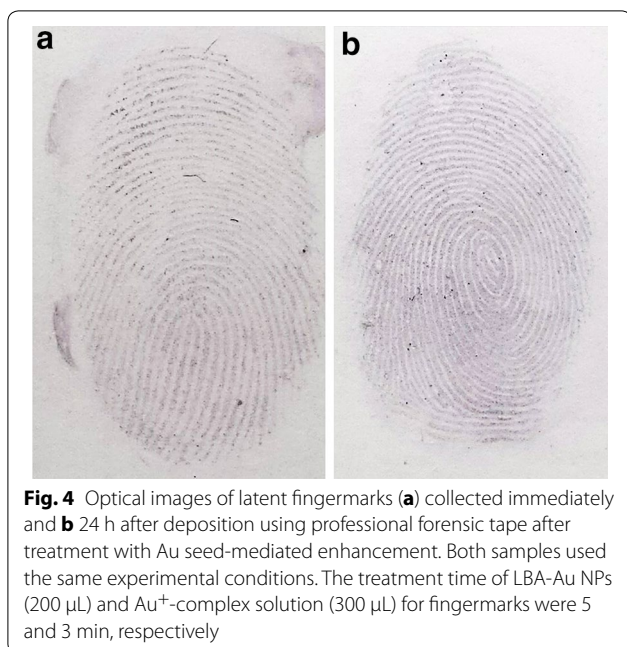 a
b
Fig. 4 Optical images of latent fingermarks (a) collected immediately
and b 24 h after deposition using professional forensic tape after
treatment with Au seed-mediated enhancement. Both samples used
the same experimental conditions. The treatment time of LBA-Au NPs
(200 μL) and Au⁺-complex solution (300 μL) for fingermarks were 5
and 3 min, respectively